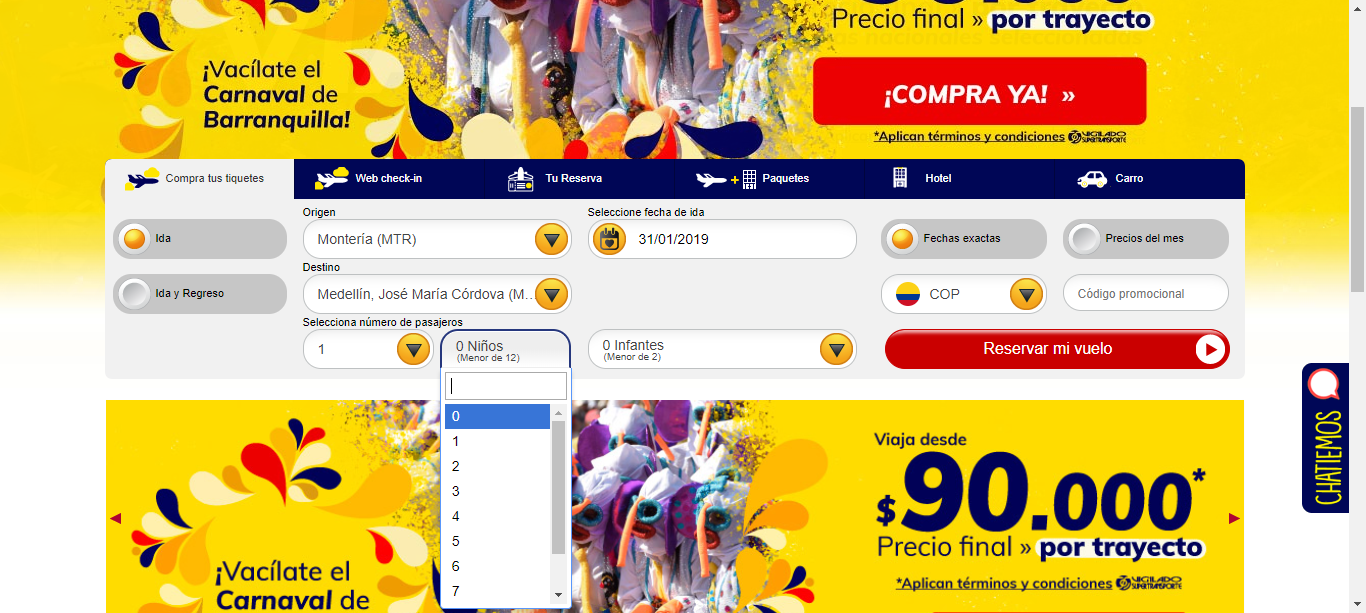 Precio final » por trayecto
¡Vacílate el
Carnaval de
Barranquilla!
¡COMPRA YA! »
*Aplican términos y condiciones VIGILADO SUPERTRANSPORTE
Compra tus tiquetes
Web check-in
Tu Reserva
Paquetes
Hotel
Carro
Ida
Ida y Regreso
Origen
Montería (MTR)
Destino
Medellín, José María Córdova (M...
Seleccione fecha de ida
31/01/2019
Fechas exactas
Precios del mes
COP
Código promocional
Selecciona número de pasajeros
1
0 Niños
(Menor de 12)
0 Infantes
(Menor de 2)
Reservar mi vuelo
0
1
2
3
4
5
6
7
CHATIEMOS
Viaja desde
$90.000*
Precio final » por trayecto
*Aplican términos y condiciones VIGILADO SUPERTRANSPORTE
¡Vacílate el
Carnaval de